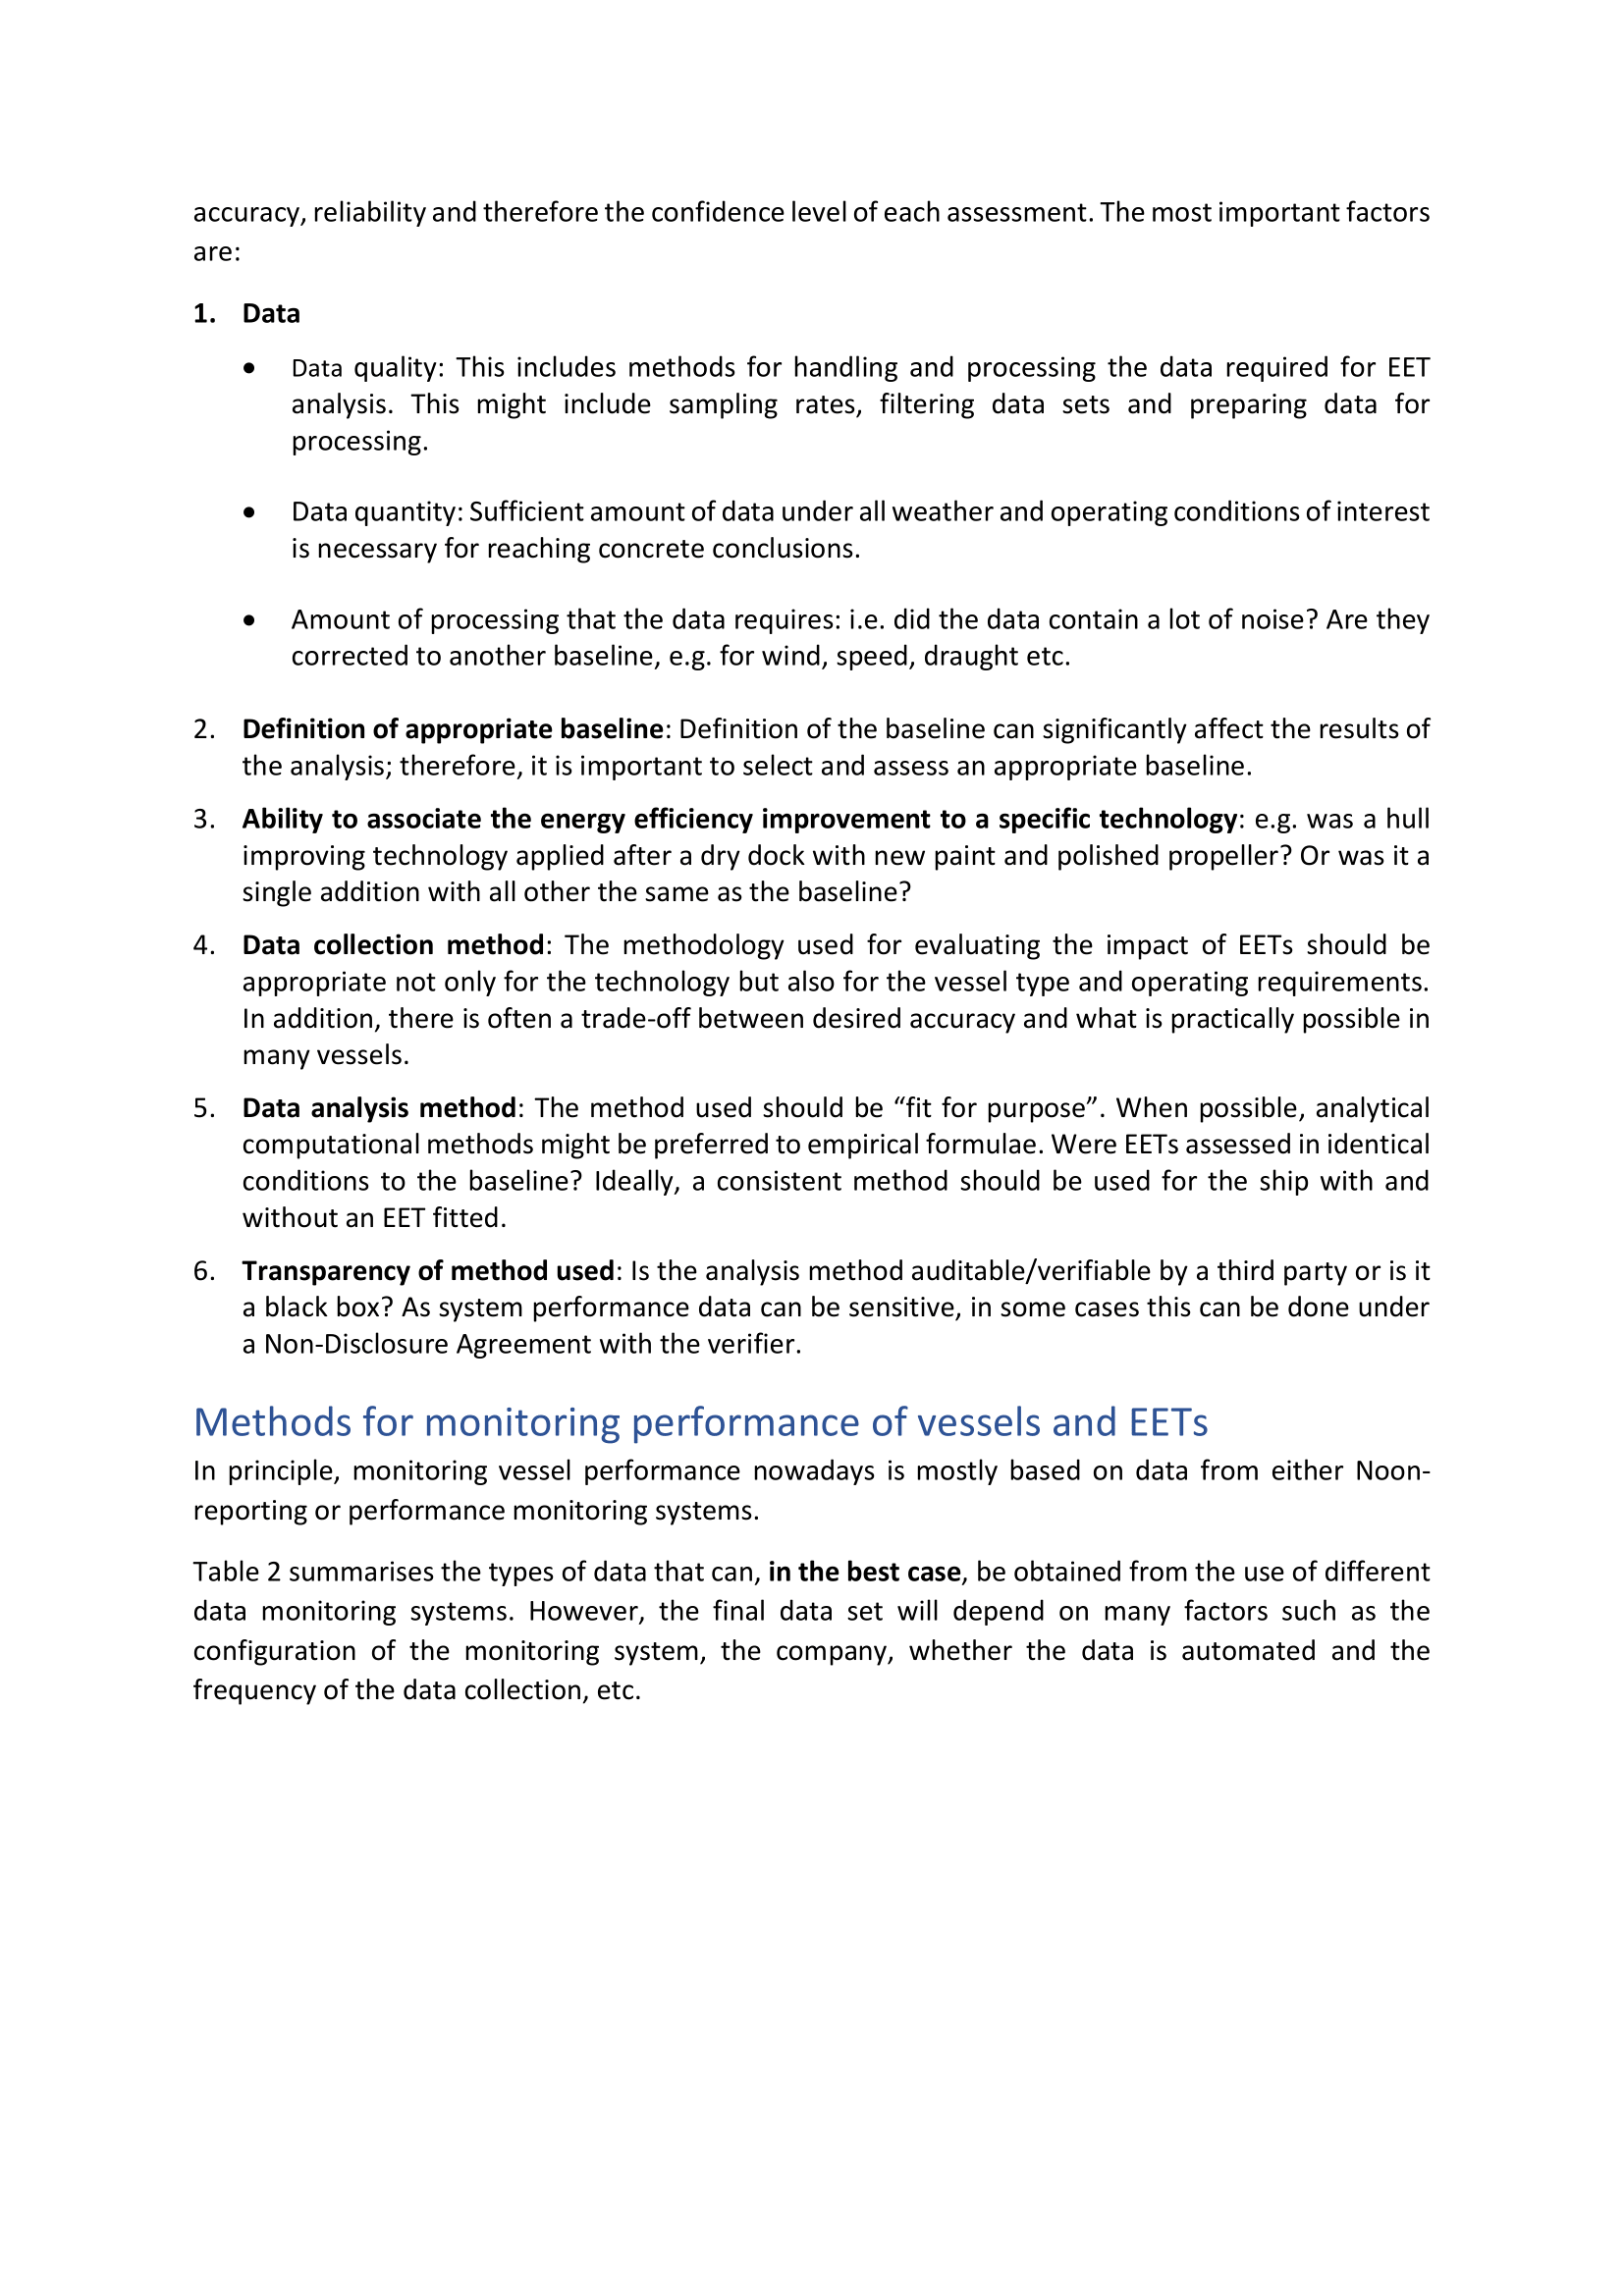 accuracy, reliability and therefore the confidence level of each assessment. The most important factors
are:
1. Data
• Data quality: This includes methods for handling and processing the data required for EET
analysis. This might include sampling rates, filtering data sets and preparing data for
processing.
• Data quantity: Sufficient amount of data under all weather and operating conditions of interest
is necessary for reaching concrete conclusions.
• Amount of processing that the data requires: i.e. did the data contain a lot of noise? Are they
corrected to another baseline, e.g. for wind, speed, draught etc.
2. Definition of appropriate baseline: Definition of the baseline can significantly affect the results of
the analysis; therefore, it is important to select and assess an appropriate baseline.
3. Ability to associate the energy efficiency improvement to a specific technology: e.g. was a hull
improving technology applied after a dry dock with new paint and polished propeller? Or was it a
single addition with all other the same as the baseline?
4. Data collection method: The methodology used for evaluating the impact of EETs should be
appropriate not only for the technology but also for the vessel type and operating requirements.
In addition, there is often a trade-off between desired accuracy and what is practically possible in
many vessels.
5. Data analysis method: The method used should be “fit for purpose”. When possible, analytical
computational methods might be preferred to empirical formulae. Were EETs assessed in identical
conditions to the baseline? Ideally, a consistent method should be used for the ship with and
without an EET fitted.
6. Transparency of method used: Is the analysis method auditable/verifiable by a third party or is it
a black box? As system performance data can be sensitive, in some cases this can be done under
a Non-Disclosure Agreement with the verifier.
Methods for monitoring performance of vessels and EETs
In principle, monitoring vessel performance nowadays is mostly based on data from either Noon-
reporting or performance monitoring systems.
Table 2 summarises the types of data that can, in the best case, be obtained from the use of different
data monitoring systems. However, the final data set will depend on many factors such as the
configuration of the monitoring system, the company, whether the data is automated and the
frequency of the data collection, etc.